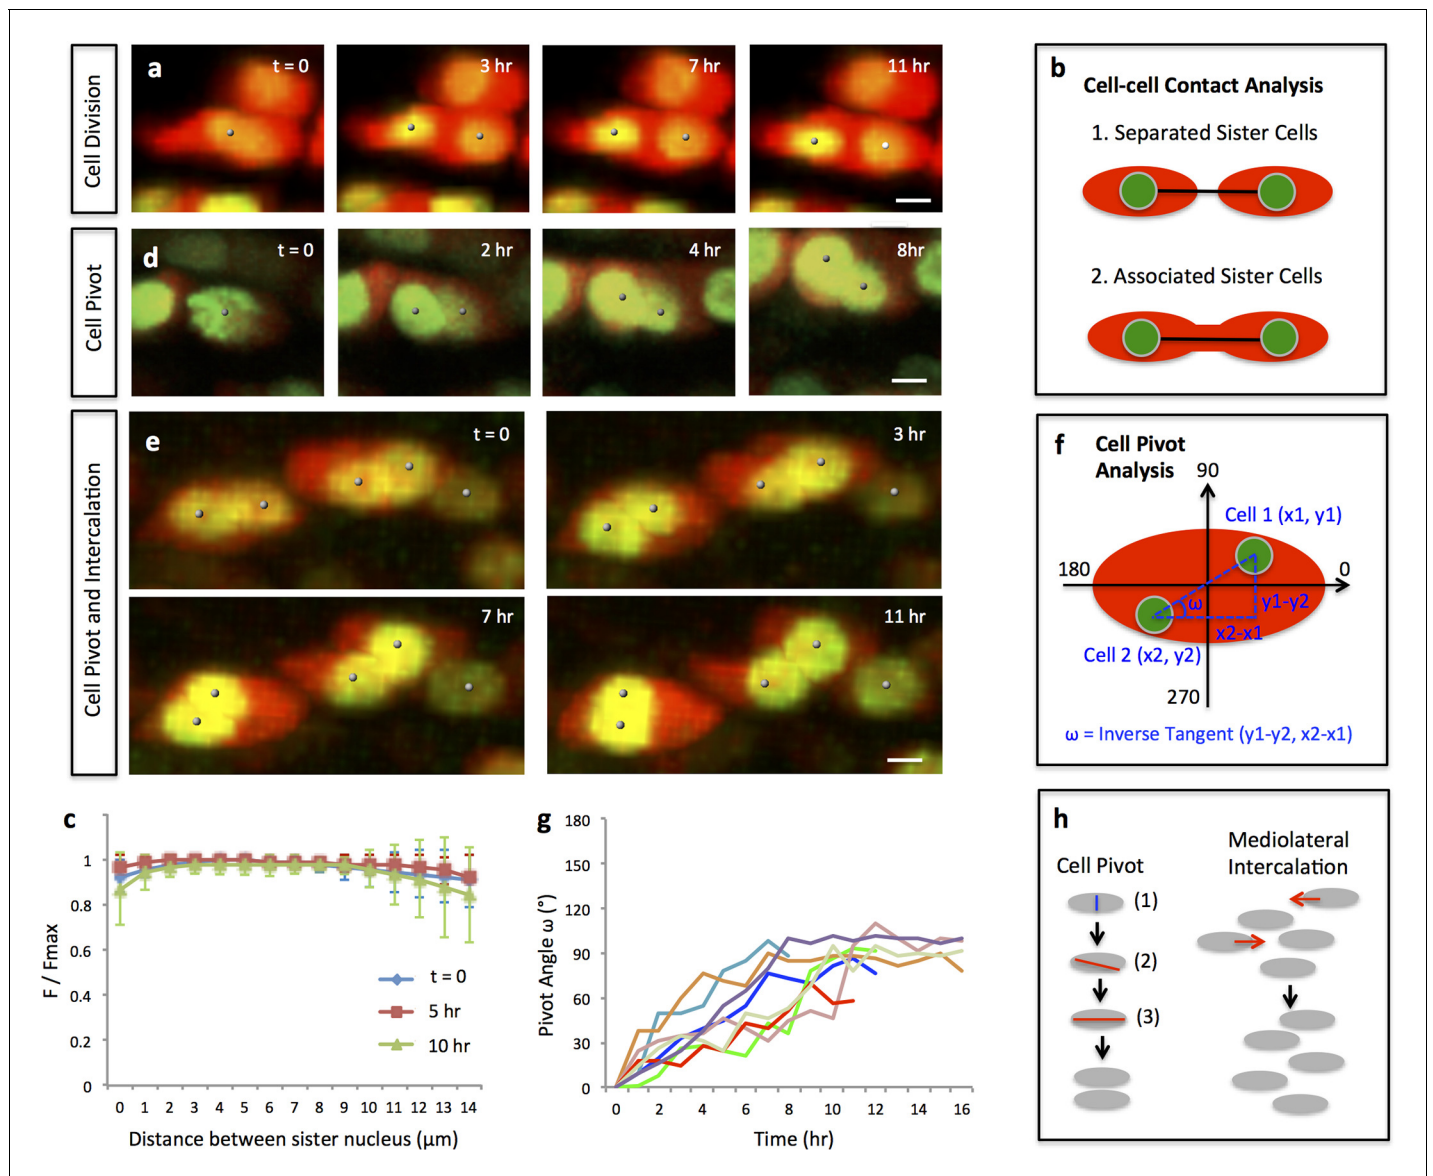 Cell Division
a
t = 0
3 hr
7 hr
11 hr
b
Cell-cell Contact Analysis
1. Separated Sister Cells
2. Associated Sister Cells
Cell Pivot
d
t = 0
2 hr
4 hr
8hr
Cell Pivot and Intercalation
e
t = 0
3 hr
7 hr
11 hr
f
Cell Pivot
Analysis
90
Cell 1 (x1, y1)
180
0
ω
y1-y2
x2-x1
Cell 2 (x2, y2)
270
ω = Inverse Tangent (y1-y2, x2-x1)
c
F / Fmax
1
0.8
0.6
0.4
0.2
0
t = 0
5 hr
10 hr
0 1 2 3 4 5 6 7 8 9 10 11 12 13 14
Distance between sister nucleus (μm)
g
Pivot Angle ω (°)
180
150
120
90
60
30
0
0 2 4 6 8 10 12 14 16
Time (hr)
h
Cell Pivot
(1)
(2)
(3)
Mediolateral
Intercalation